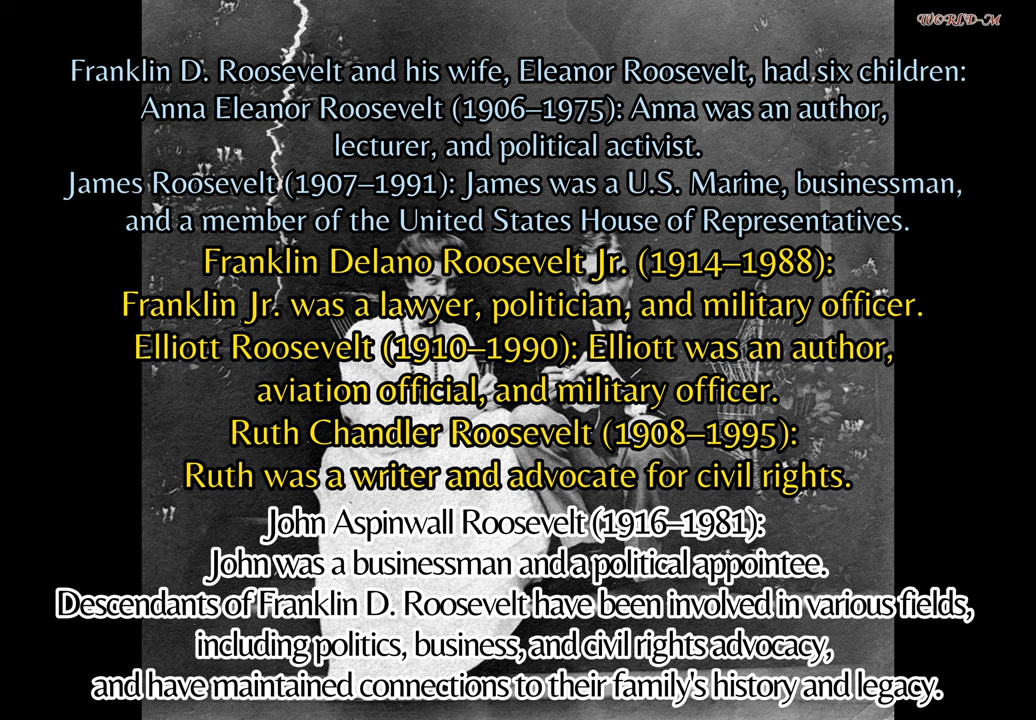 WORLD-M
Franklin D. Roosevelt and his wife, Eleanor Roosevelt, had six children:
Anna Eleanor Roosevelt (1906–1975): Anna was an author,
lecturer, and political activist.
James Roosevelt (1907–1991): James was a U.S. Marine, businessman,
and a member of the United States House of Representatives.
Franklin Delano Roosevelt Jr. (1914–1988):
Franklin Jr. was a lawyer, politician, and military officer.
Elliott Roosevelt (1910–1990): Elliott was an author,
aviation official, and military officer.
Ruth Chandler Roosevelt (1908–1995):
Ruth was a writer and advocate for civil rights.
John Aspinwall Roosevelt (1916–1981):
John was a businessman and a political appointee.
Descendants of Franklin D. Roosevelt have been involved in various fields,
including politics, business, and civil rights advocacy,
and have maintained connections to their family's history and legacy.